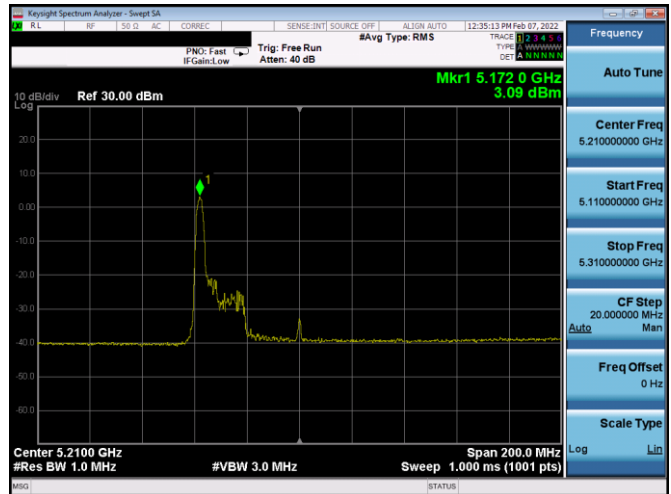 Keysight Spectrum Analyzer - Swept SA
RL RF 50 Ω AC CORREC SENSE:INT SOURCE OFF ALIGN AUTO 12:35:13 PM Feb 07, 2022
PNO: Fast
IFGain:Low
Trig: Free Run
Atten: 40 dB
#Avg Type: RMS
TRACE 1 2 3 4 5 6
TYPE A WWWWW
DET A N N N N N
Mkr1 5.172 0 GHz
3.09 dBm
10 dB/div Ref 30.00 dBm
Log
20.0
10.0
0.00
-10.0
-20.0
-30.0
-40.0
-50.0
-60.0
1
Center 5.2100 GHz
Span 200.0 MHz
#Res BW 1.0 MHz
#VBW 3.0 MHz
Sweep 1.000 ms (1001 pts)
MSG
STATUS
Frequency
Auto Tune
Center Freq
5.210000000 GHz
Start Freq
5.110000000 GHz
Stop Freq
5.310000000 GHz
CF Step
20.000000 MHz
Auto Man
Freq Offset
0 Hz
Scale Type
Log Lin